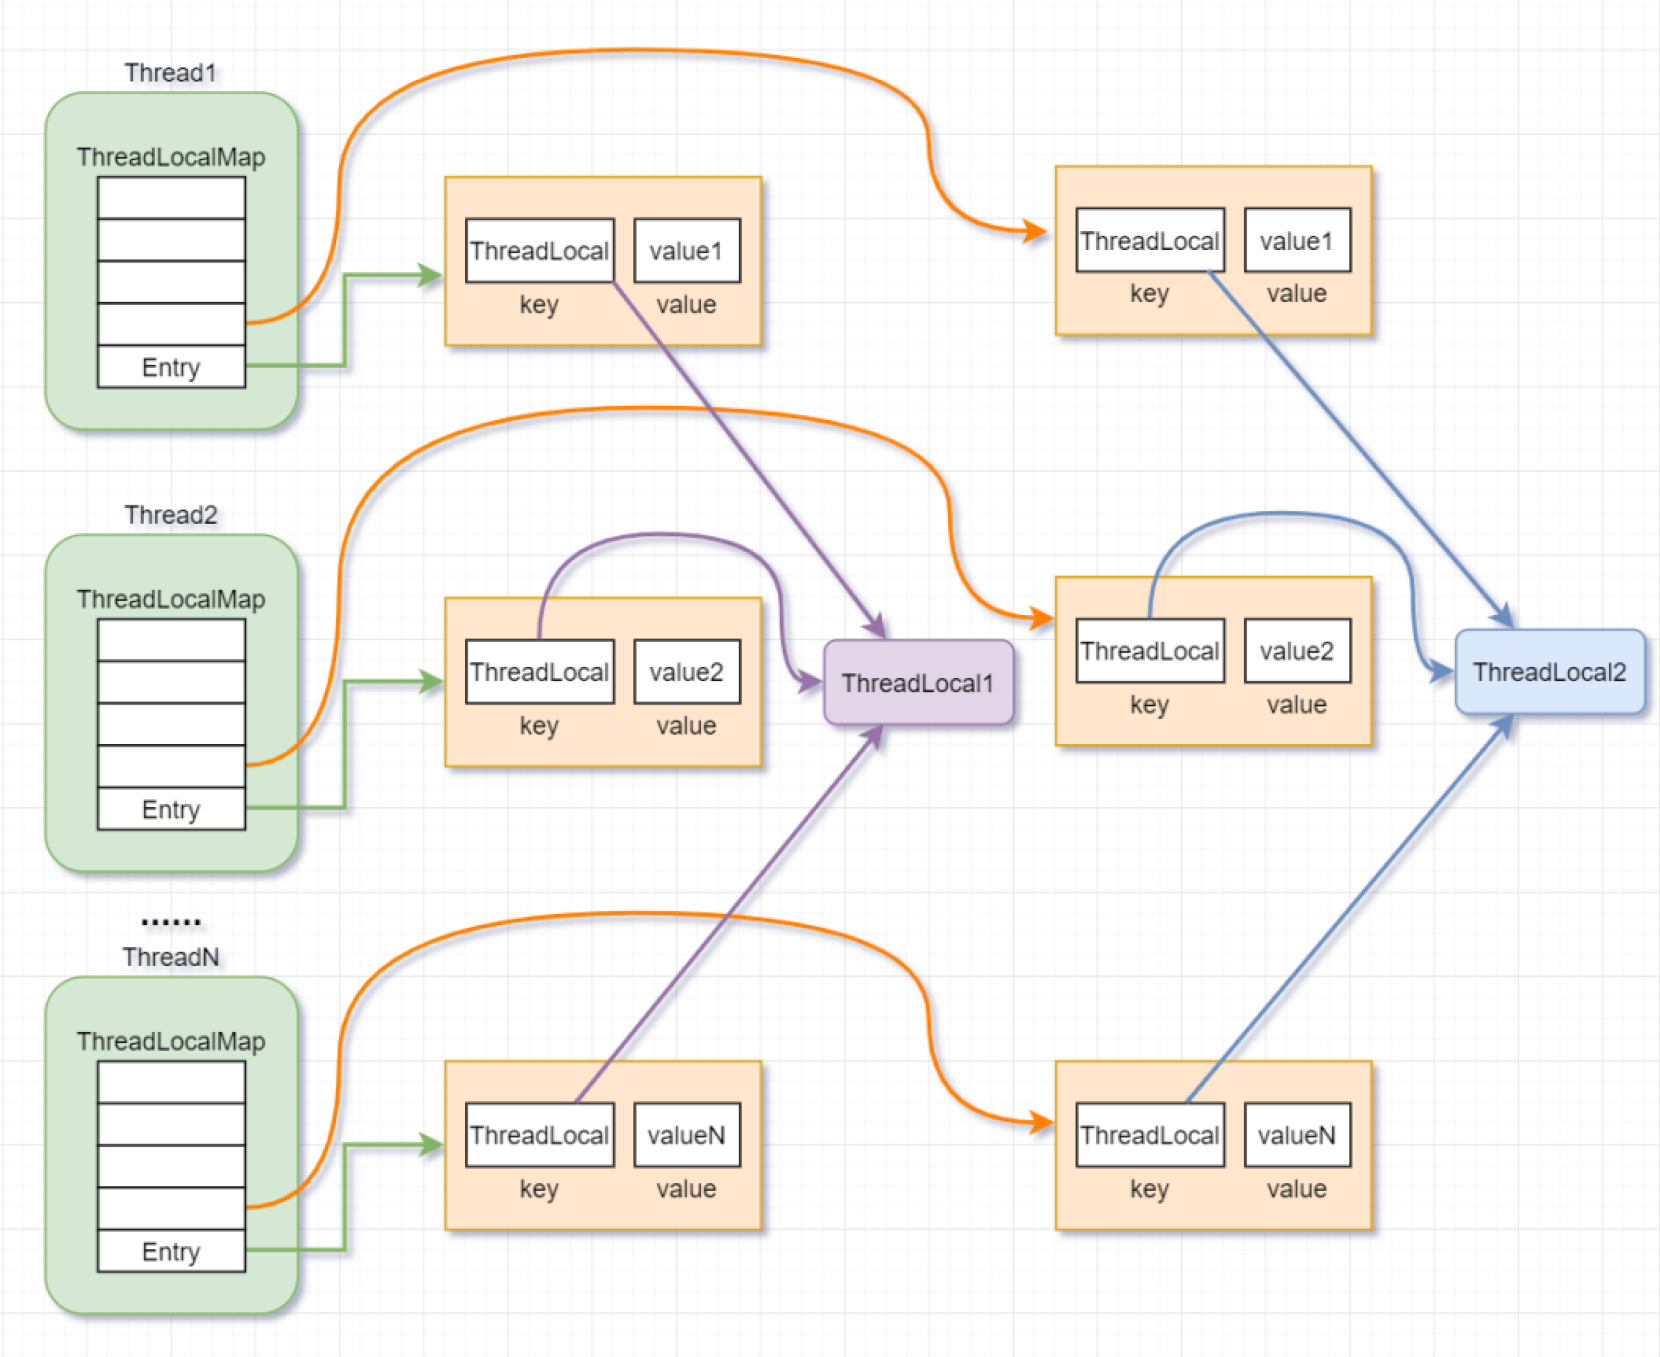 Thread1
ThreadLocalMap
Entry
ThreadLocal value1
key value
ThreadLocal value1
key value
Thread2
ThreadLocalMap
Entry
ThreadLocal value2
key value
ThreadLocal1
ThreadLocal value2
key value
ThreadLocal2
......
ThreadN
ThreadLocalMap
Entry
ThreadLocal valueN
key value
ThreadLocal valueN
key value